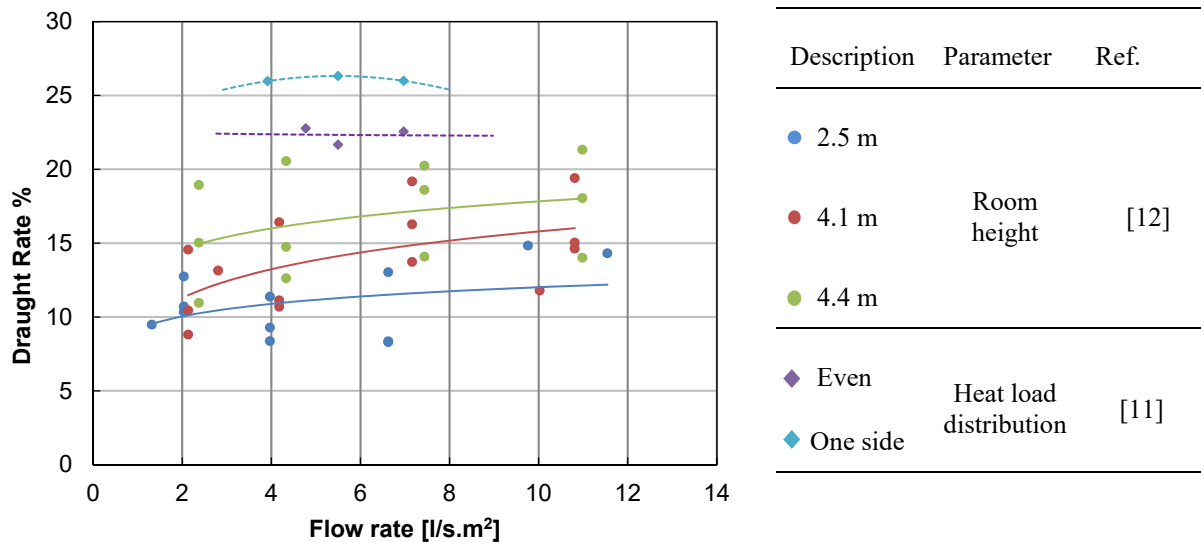 30
25
20
15
10
5
0
Draught Rate %
0 2 4 6 8 10 12 14
Flow rate [l/s.m²]
Description Parameter Ref.
2.5 m
4.1 m
Room
height
[12]
4.4 m
Even
Heat load
distribution
[11]
One side